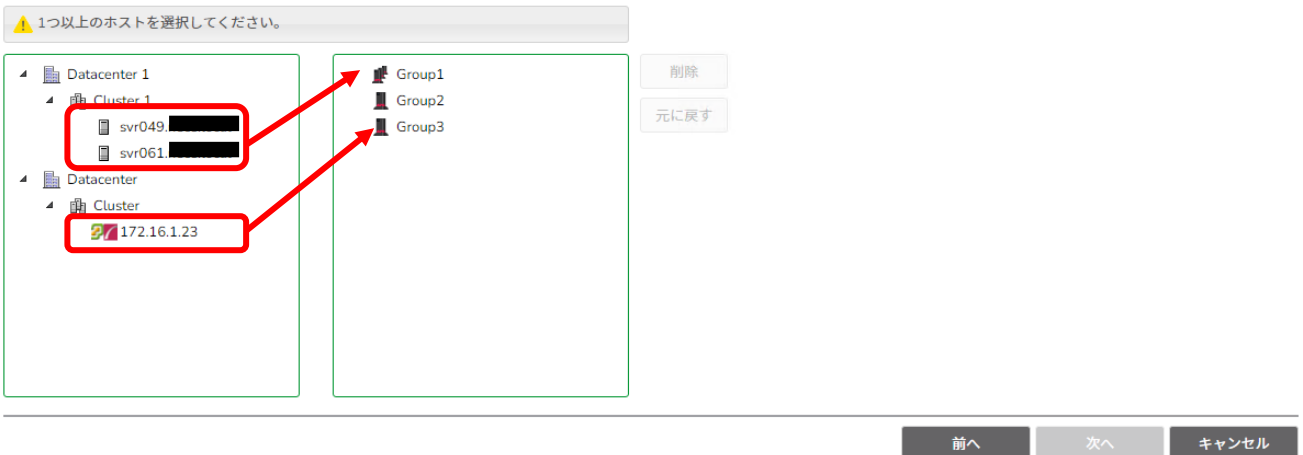 1つ以上のホストを選択してください。
Datacenter 1
Cluster 1
svr049.
svr061.
Datacenter
Cluster
172.16.1.23
Group1
Group2
Group3
削除
元に戻す
前へ
次へ
キャンセル